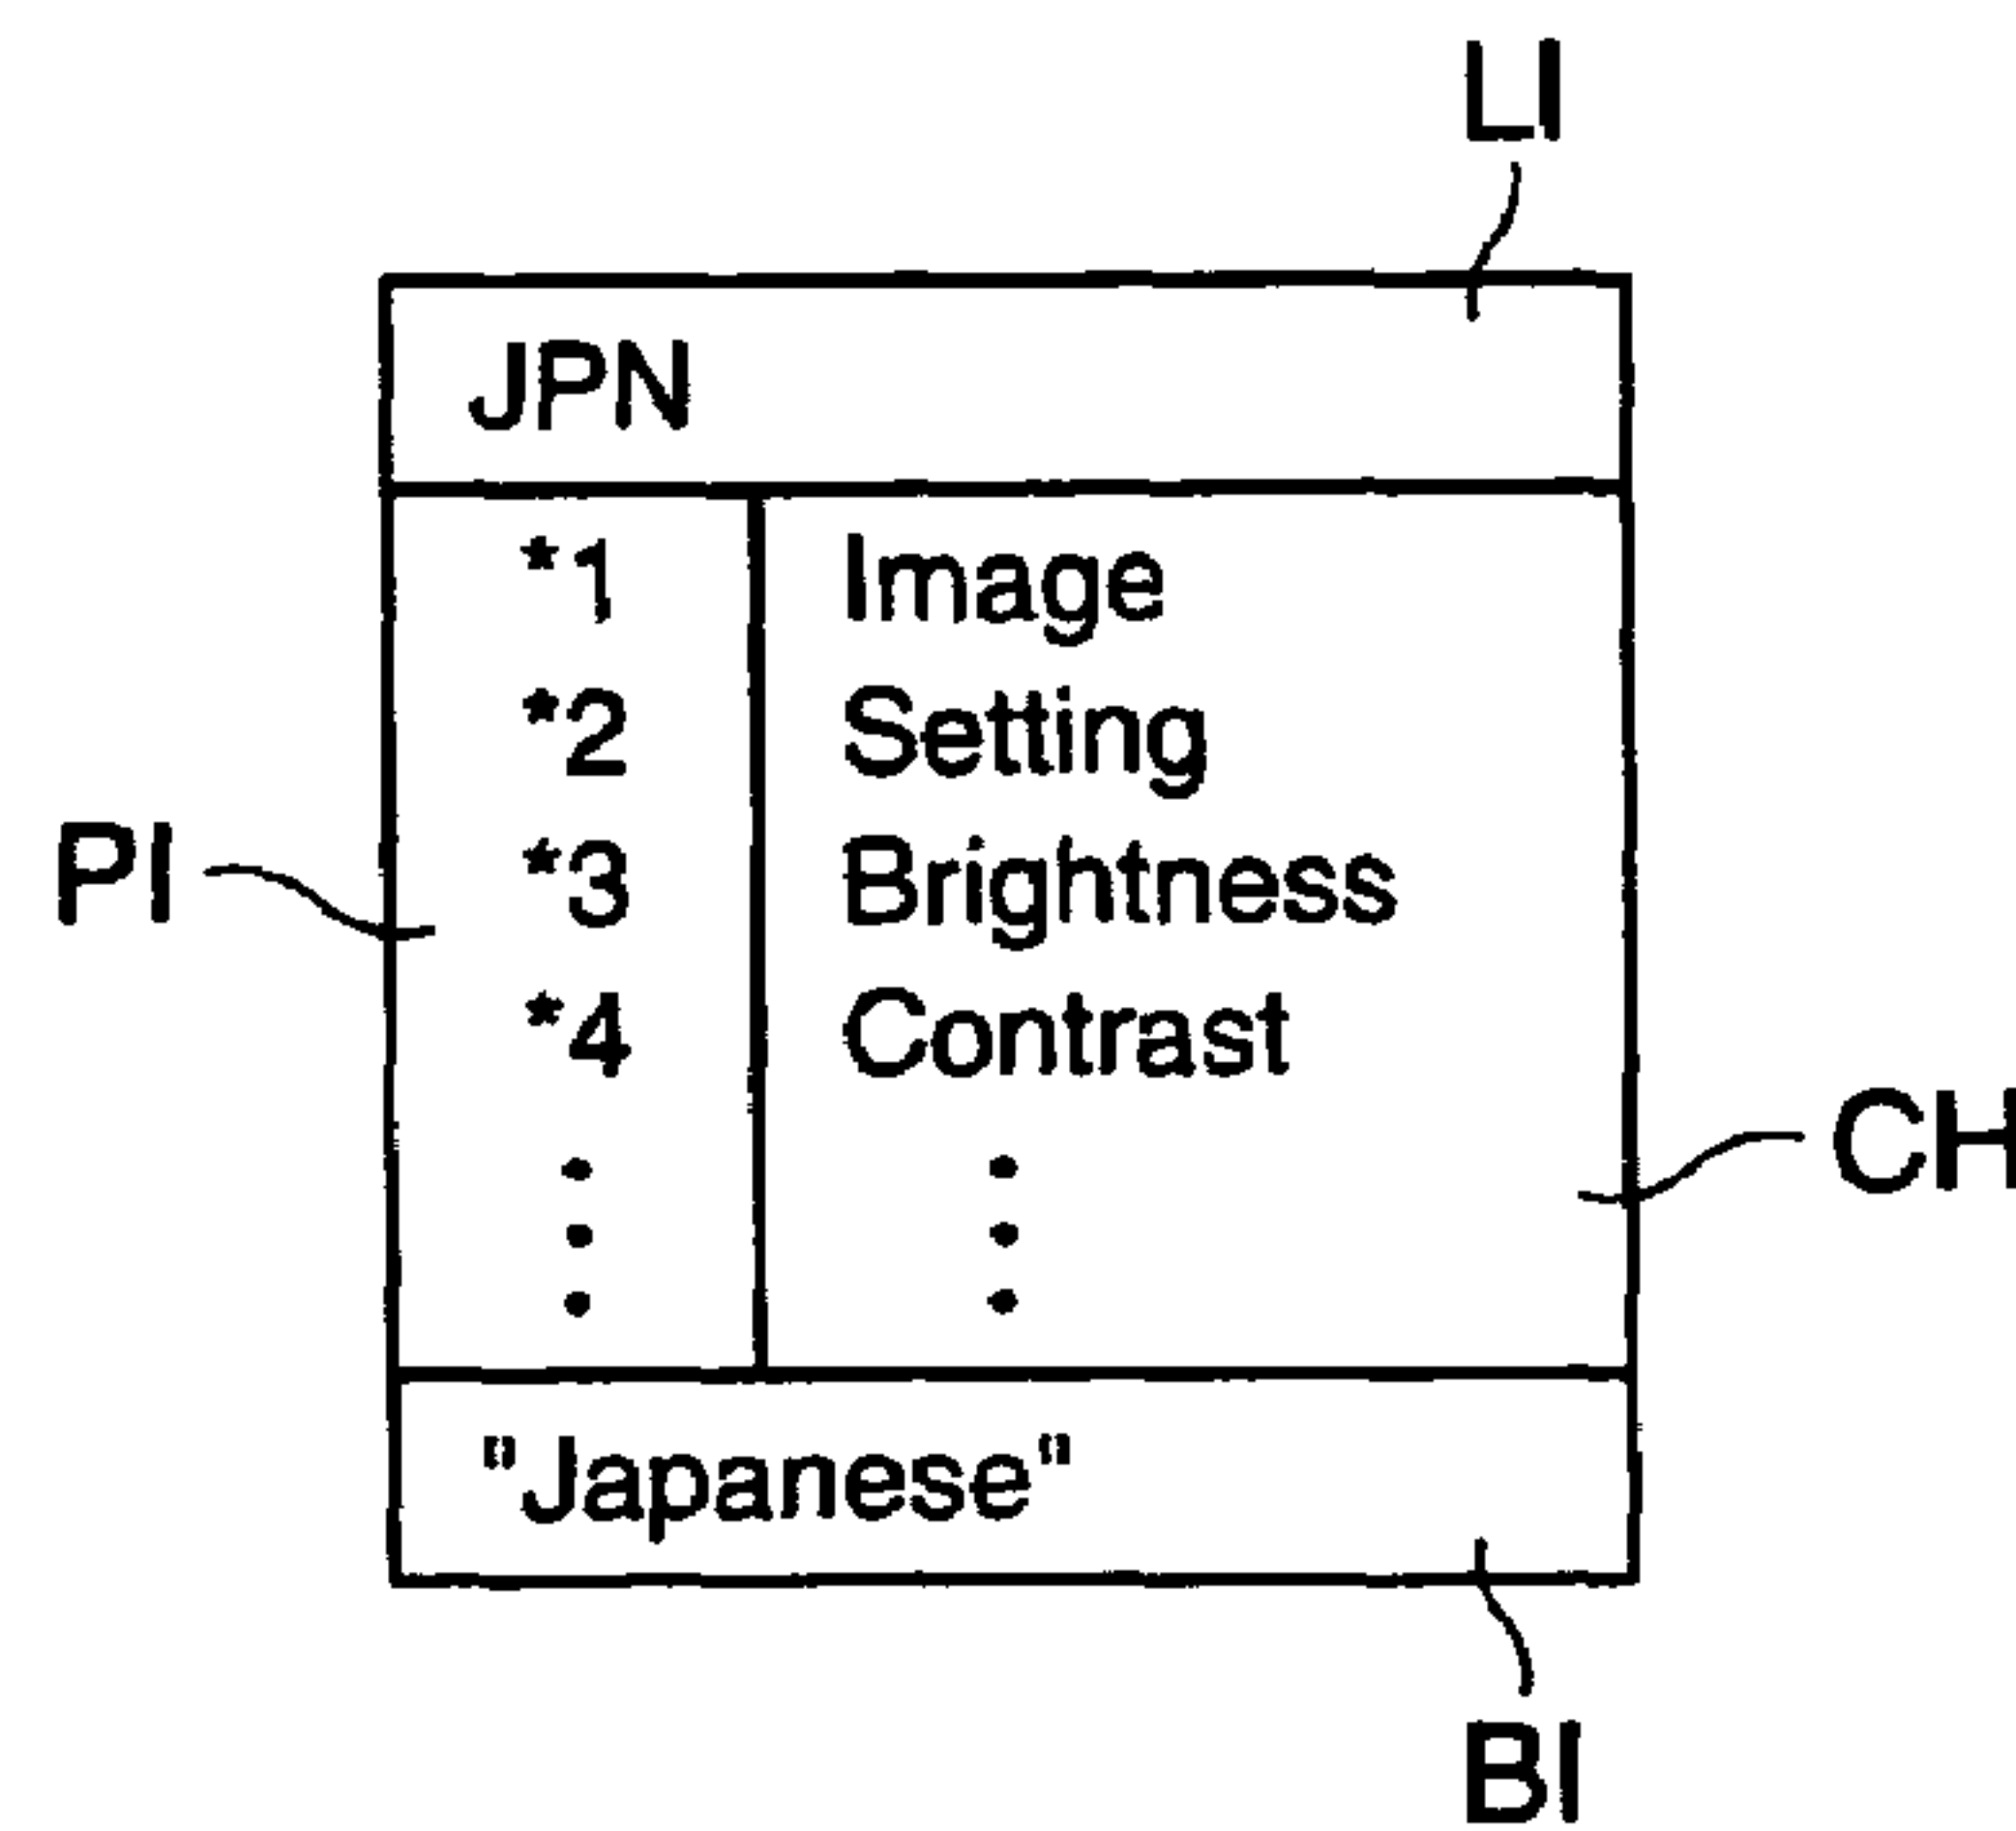 LI
JPN
*1 Image
*2 Setting
*3 Brightness
PI
*4 Contrast
CH
"Japanese"
BI